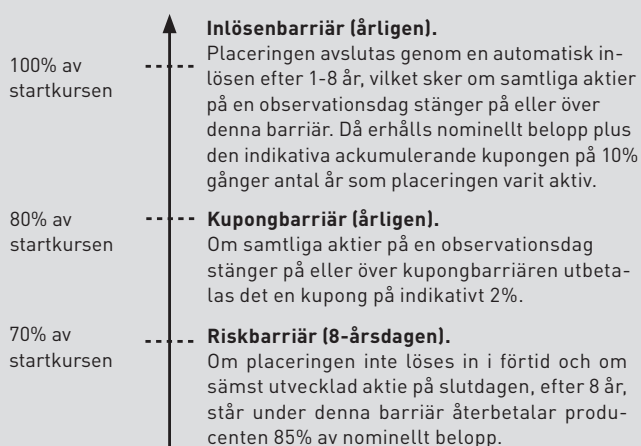 Inlösenbarriär (årligen).
100% av
startkursen
Placeringen avslutas genom en automatisk in-
lösen efter 1-8 år, vilket sker om samtliga aktier
på en observationsdag stänger på eller över
denna barriär. Då erhålls nominellt belopp plus
den indikativa ackumulerande kupongen på 10%
gånger antal år som placeringen varit aktiv.
80% av
startkursen
Kupongbarriär (årligen).
Om samtliga aktier på en observationsdag
stänger på eller över kupongbarriären utbeta-
las det en kupong på indikativt 2%.
70% av
startkursen
Riskbarriär (8-årsdagen).
Om placeringen inte löses in i förtid och om
sämst utvecklad aktie på slutdagen, efter 8 år,
står under denna barriär återbetalar produ-
centen 85% av nominellt belopp.